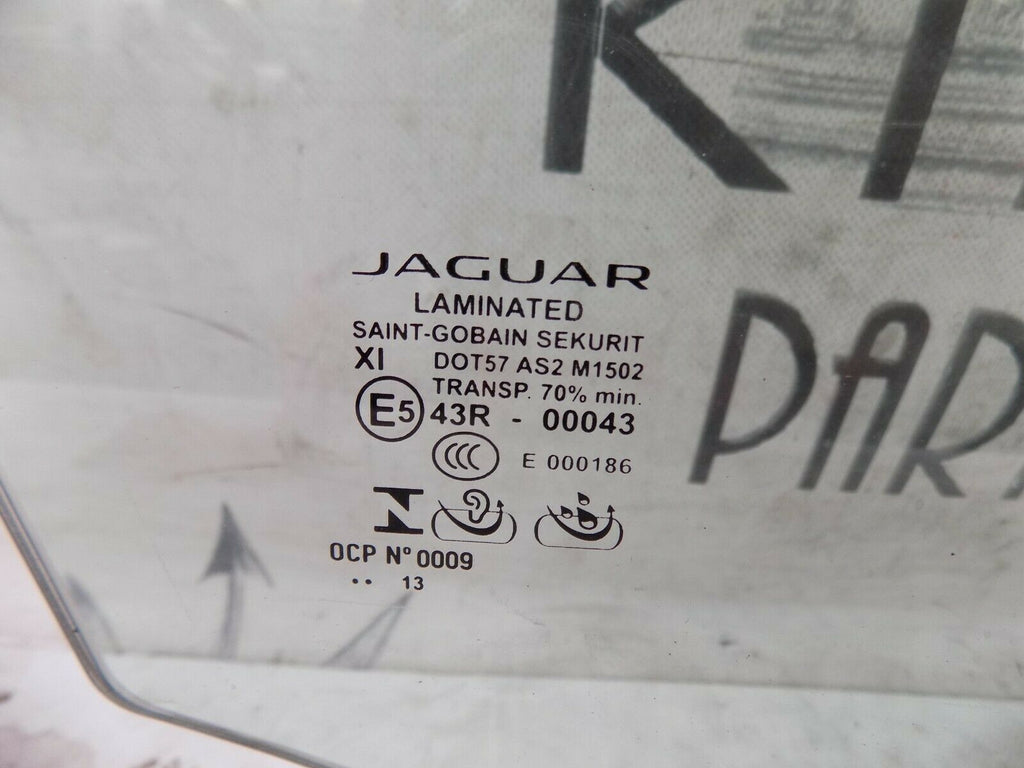 JAGUAR
LAMINATED
SAINT-GOBAIN SEKURIT
XI DOT57 AS2 M1502
TRANSP. 70% min.
E5 43R - 00043
CCC E 000186
OCP N° 0009
•• 13